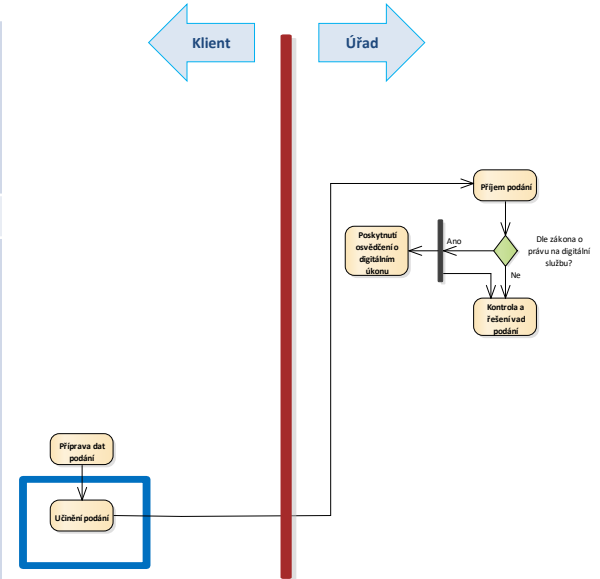 Klient
Úřad
Příjem podání
Poskytnutí
osvědčení o
digitálním
úkonu
Ano
Dle zákona o
právu na digitální
službu?
Ne
Kontrola a
řešení vad
podání
Příprava dat
podání
Učinění podání